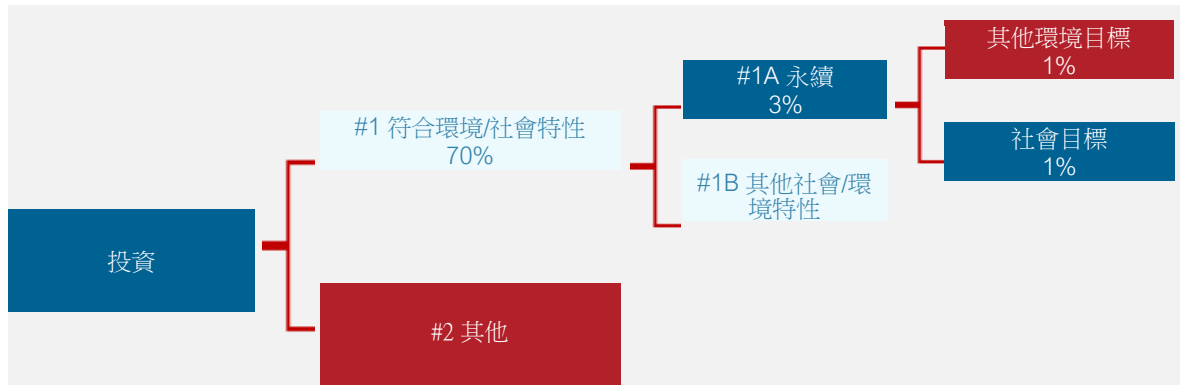 其他環境目標
1%
#1A 永續
3%
#1 符合環境/社會特性
70%
社會目標
1%
#1B 其他社會/環
境特性
投資
#2 其他